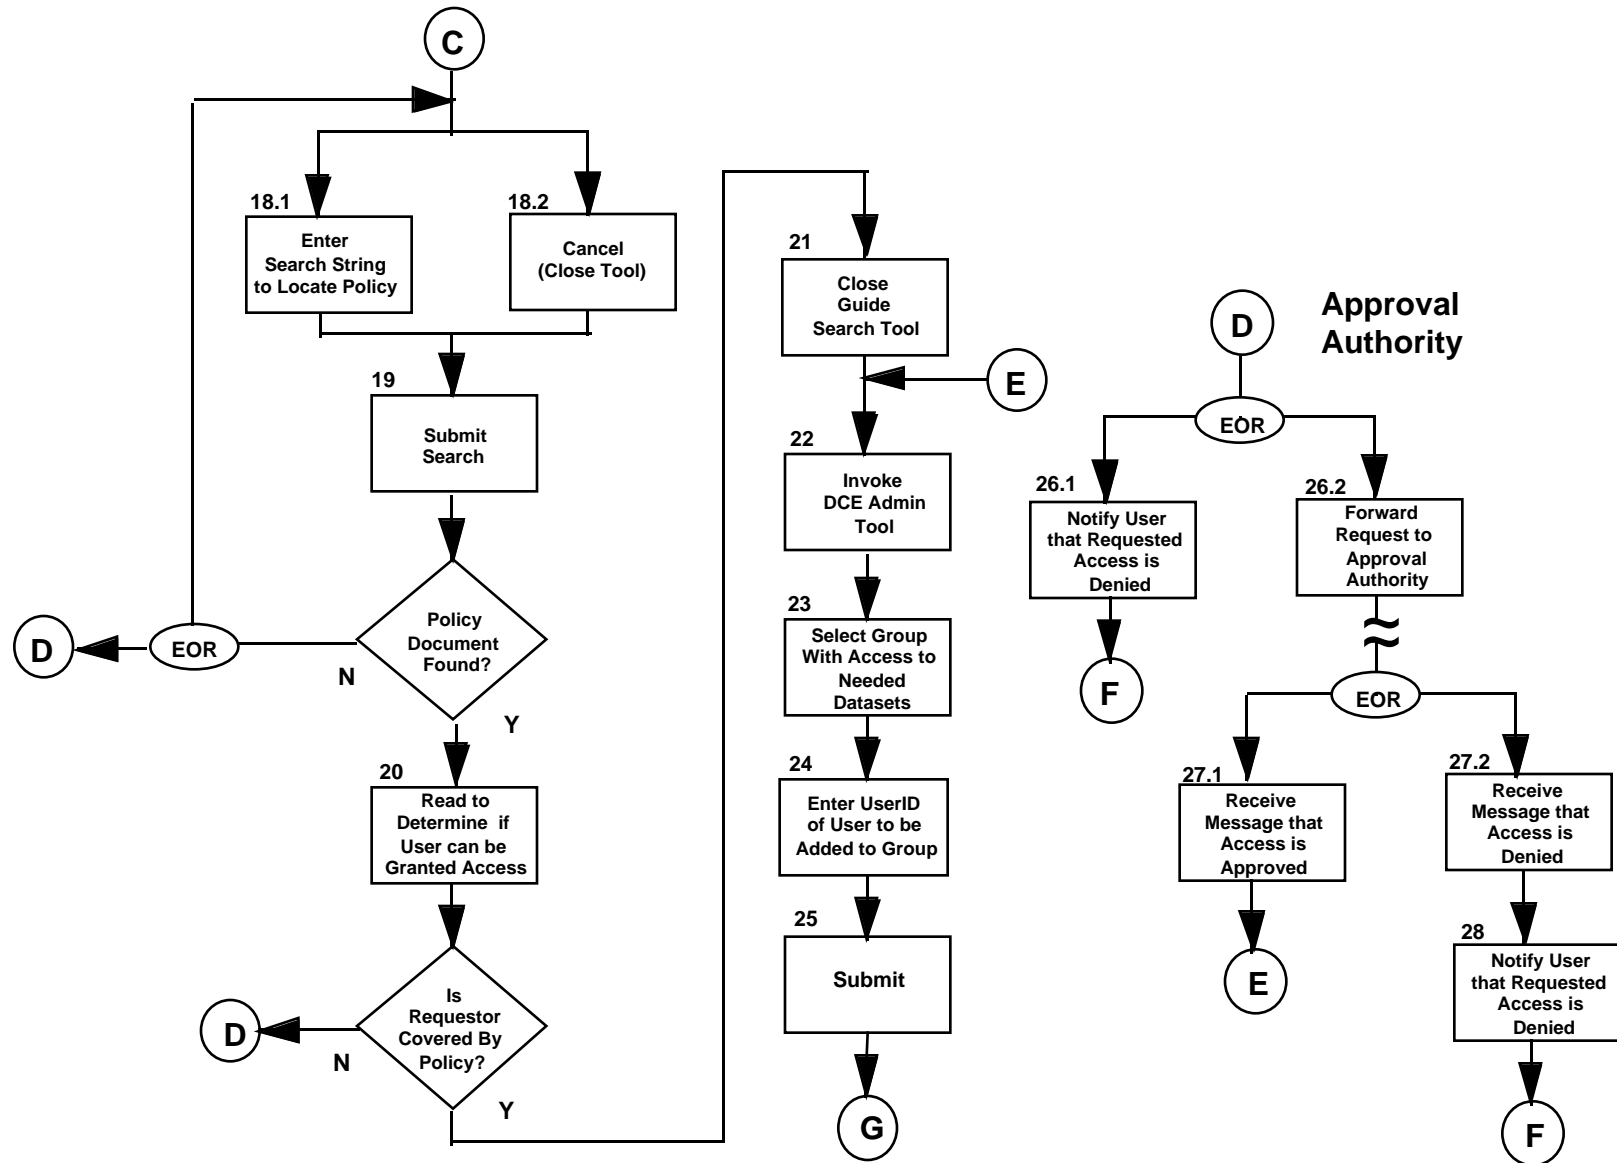 C
18.1
Enter
Search String
to Locate Policy
18.2
Cancel
(Close Tool)
19
Submit
Search
Policy
Document
Found?
N
Y
EOR
D
20
Read to
Determine if
User can be
Granted Access
Is
Requestor
Covered By
Policy?
N
Y
D
21
Close
Guide
Search Tool
E
22
Invoke
DCE Admin
Tool
23
Select Group
With Access to
Needed
Datasets
24
Enter UserID
of User to be
Added to Group
25
Submit
G
Approval
Authority
D
EOR
26.1
Notify User
that Requested
Access is
Denied
F
26.2
Forward
Request to
Approval
Authority
EOR
27.1
Receive
Message that
Access is
Approved
E
27.2
Receive
Message that
Access is
Denied
28
Notify User
that Requested
Access is
Denied
F